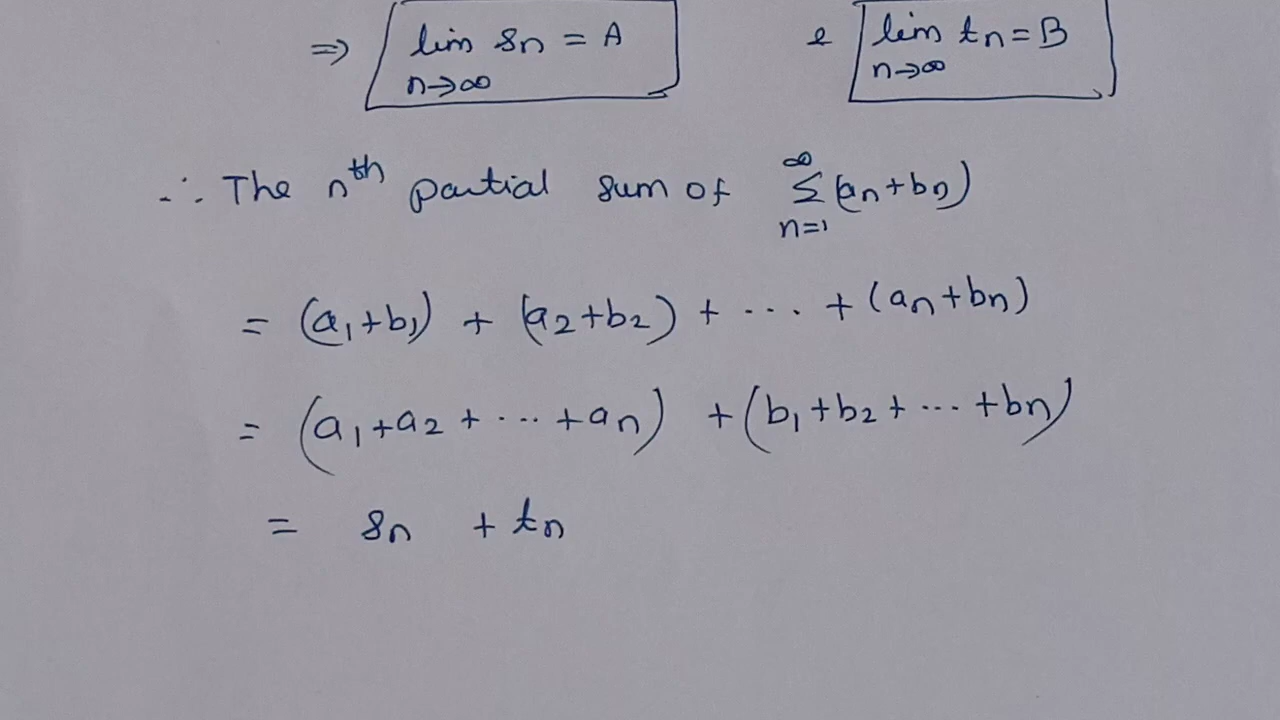 ⇒ lim sn = A & lim tn = B
n→∞ n→∞
∴ The nth partial sum of ∞ Σ (an+bn)
n=1
= (a1+b1) + (a2+b2) + ... + (an+bn)
= (a1+a2+ ... +an) + (b1+b2+ ... +bn)
= sn + tn